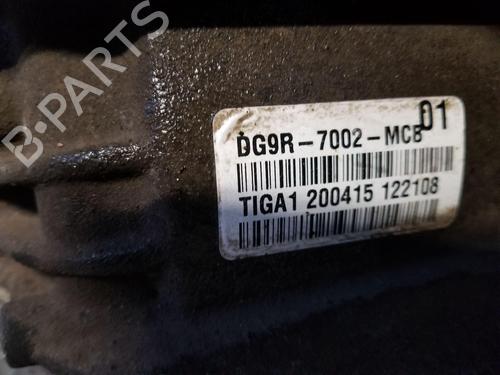 B-PARTS
01
DG9R-7002-MCB
TIGA1 200415 122108